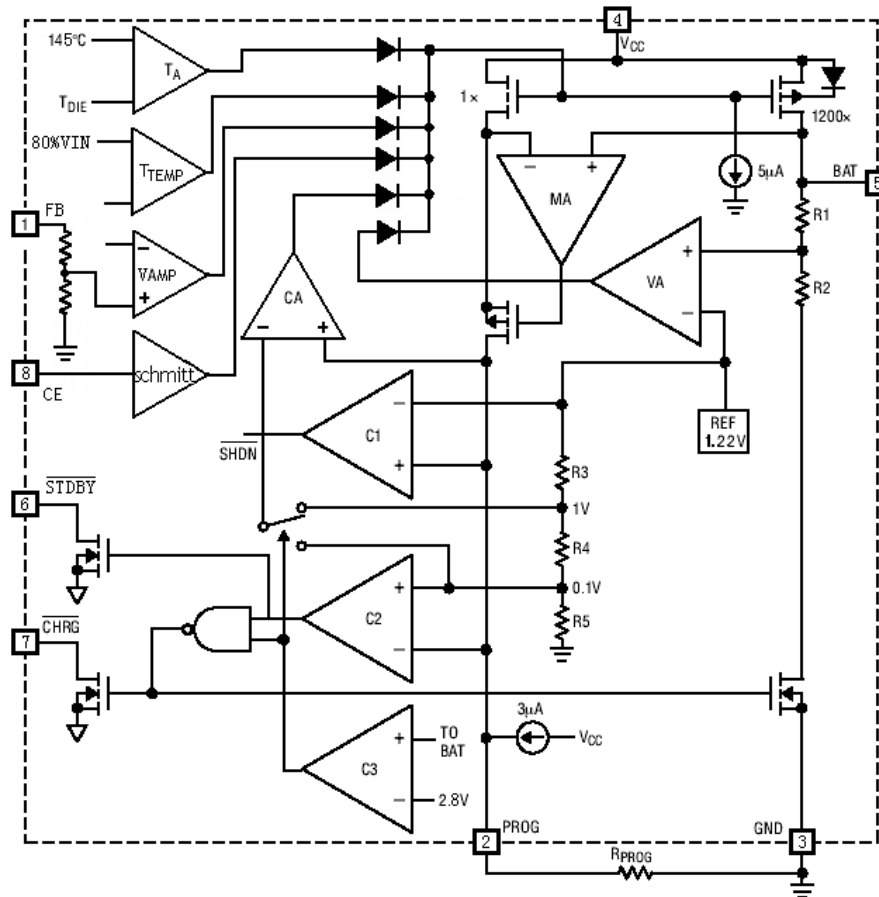 4
VCC
145°C
TA
TDIE
1×
1200×
80%VIN
TTEMP
− +
MA
5µA
BAT
5
1
FB
−
VAMP
+
R1
+
VA
−
R2
CA
− +
8
CE
schmitt
REF
1.22V
−
C1
+
SHDN
R3
6
STDBY
1V
R4
+
C2
−
0.1V
R5
7
CHRG
3µA
VCC
+
C3
−
TO
BAT
2.8V
2
PROG
GND
3
RPROG